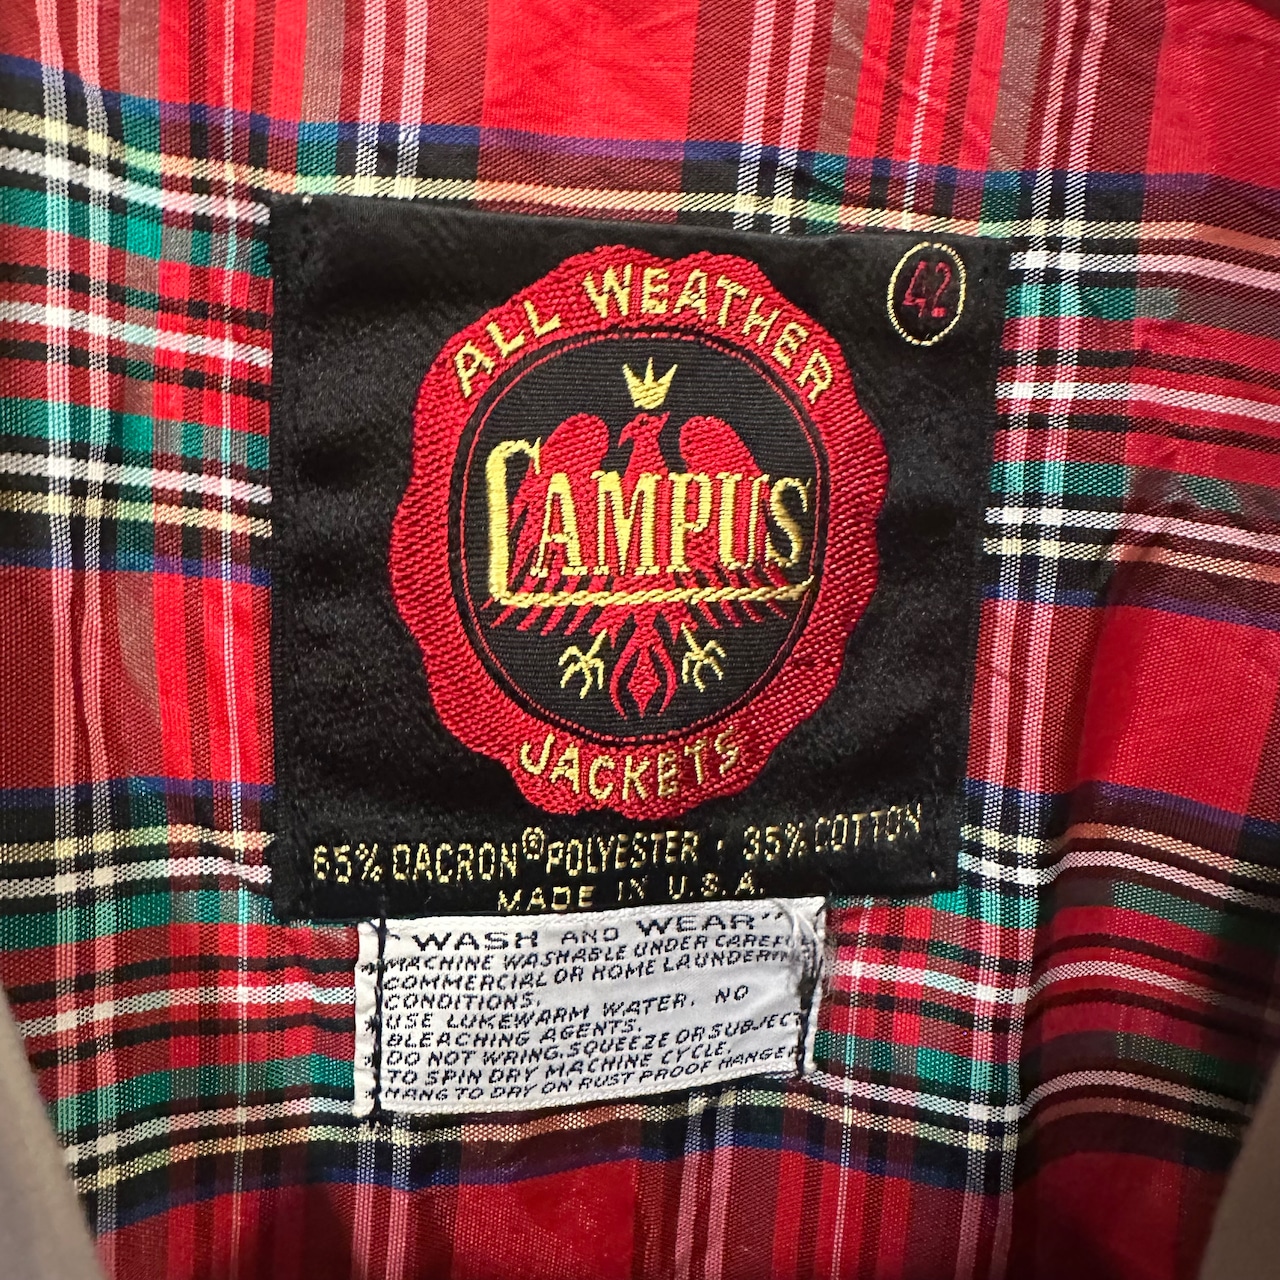 42
ALL WEATHER
CAMPUS
JACKETS
65% DACRON® POLYESTER · 35% COTTON
MADE IN U.S.A.
"WASH AND WEAR"
MACHINE WASHABLE UNDER CAREFUL
COMMERCIAL OR HOME LAUNDERING
CONDITIONS.
USE LUKEWARM WATER. NO
BLEACHING AGENTS.
DO NOT WRING, SQUEEZE OR SUBJECT
TO SPIN DRY MACHINE CYCLE.
HANG TO DRY ON RUST PROOF HANGER